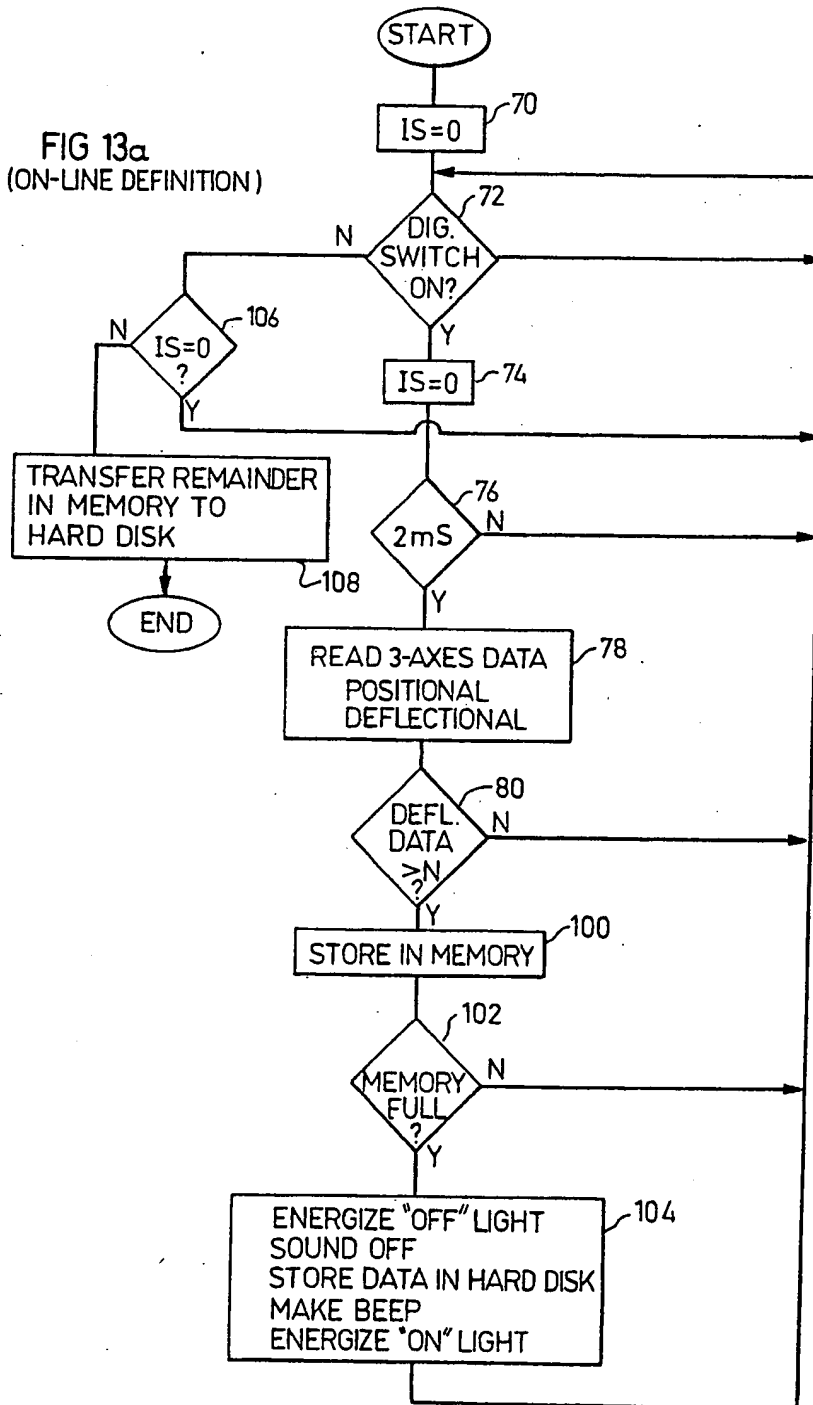 START
IS=0
70
FIG 13a
(ON-LINE DEFINITION)
72
DIG.
SWITCH
ON?
N
Y
106
N
IS=0
?
Y
IS=0
74
TRANSFER REMAINDER
IN MEMORY TO
HARD DISK
108
END
76
2mS
N
Y
READ 3-AXES DATA
POSITIONAL
DEFLECTIONAL
78
80
DEFL.
DATA
>N
?
N
Y
STORE IN MEMORY
100
102
MEMORY
FULL
?
N
Y
ENERGIZE "OFF" LIGHT
SOUND OFF
STORE DATA IN HARD DISK
MAKE BEEP
ENERGIZE "ON" LIGHT
104